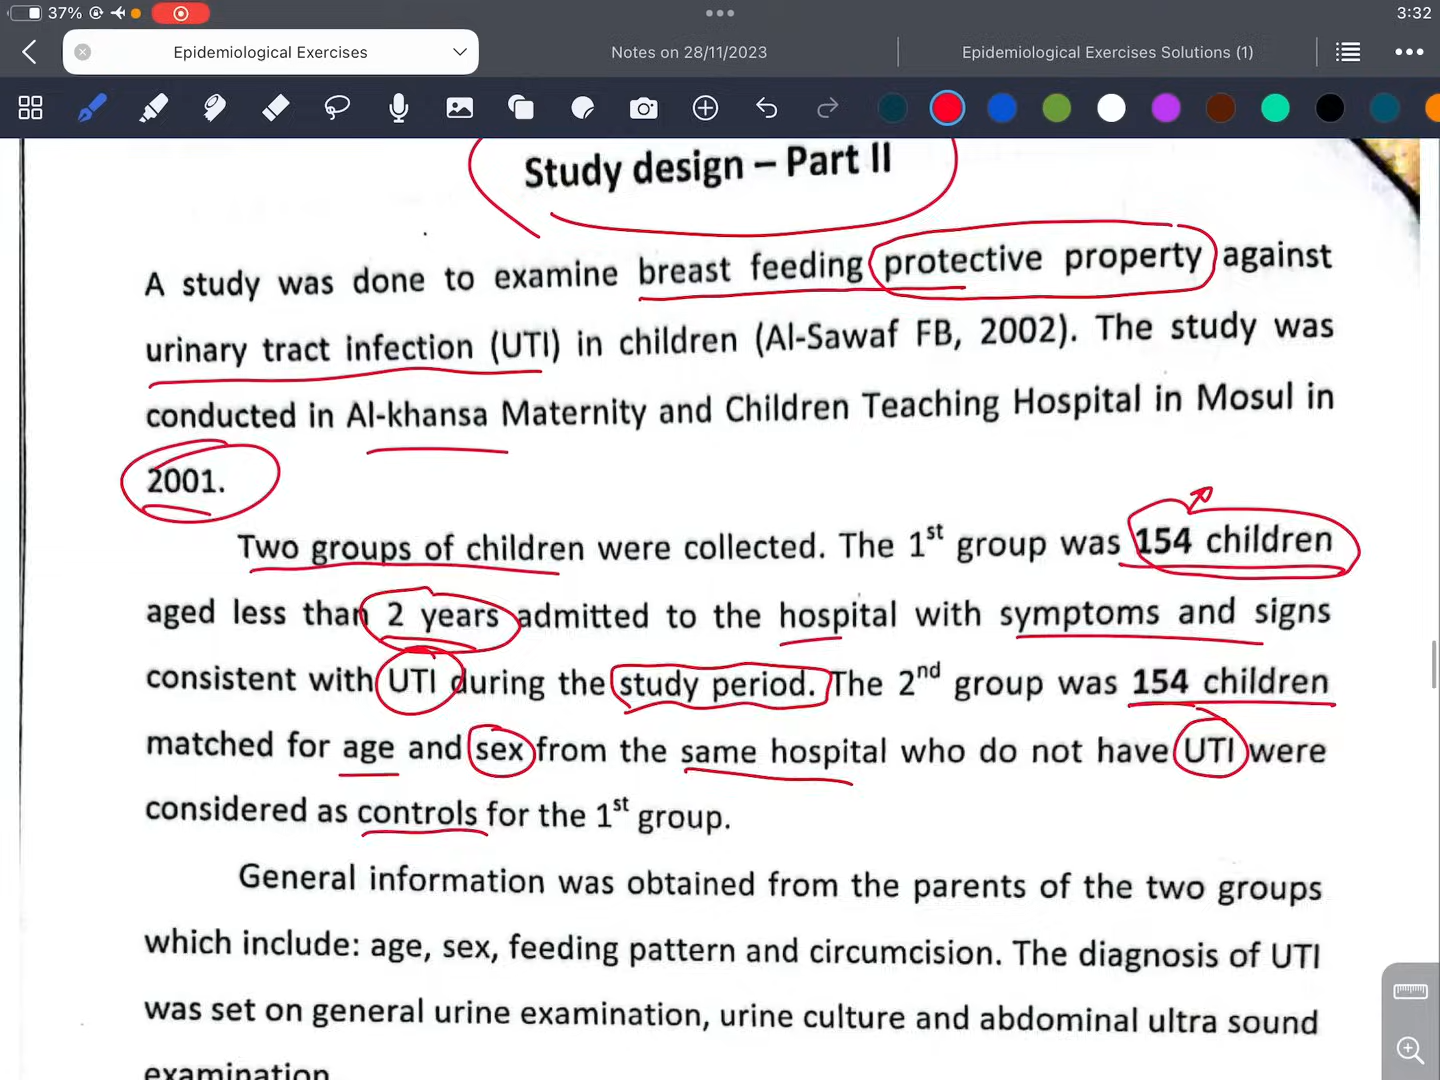 37%
3:32
Epidemiological Exercises
Notes on 28/11/2023
Epidemiological Exercises Solutions (1)
Study design – Part II
A study was done to examine breast feeding protective property against
urinary tract infection (UTI) in children (Al-Sawaf FB, 2002). The study was
conducted in Al-khansa Maternity and Children Teaching Hospital in Mosul in
2001.
Two groups of children were collected. The 1st group was 154 children
aged less than 2 years admitted to the hospital with symptoms and signs
consistent with UTI during the study period. The 2nd group was 154 children
matched for age and sex from the same hospital who do not have UTI were
considered as controls for the 1st group.
General information was obtained from the parents of the two groups
which include: age, sex, feeding pattern and circumcision. The diagnosis of UTI
was set on general urine examination, urine culture and abdominal ultra sound
examination.